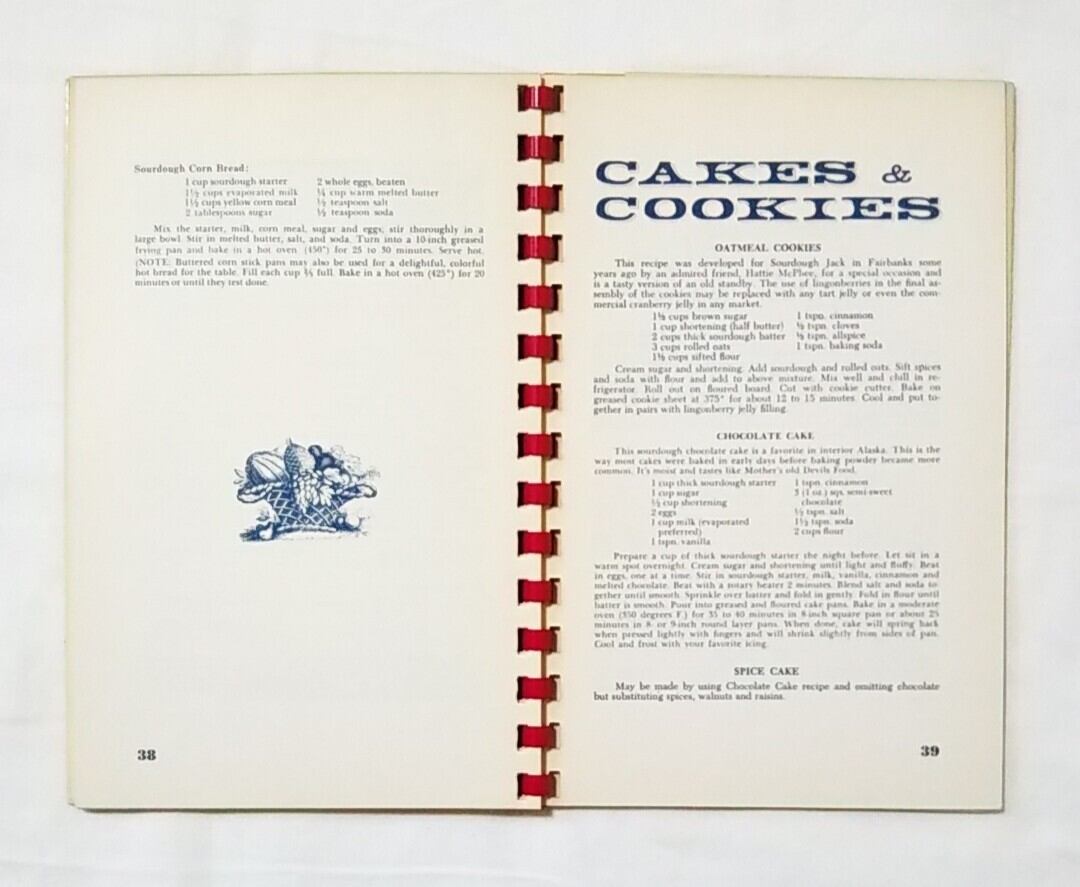 Sourdough Corn Bread:
1 cup sourdough starter
1½ cups evaporated milk
1½ cups yellow corn meal
2 tablespoons sugar
2 whole eggs, beaten
¼ cup warm melted butter
½ teaspoon salt
½ teaspoon soda
Mix the starter, milk, corn meal, sugar and eggs, stir thoroughly in a
large bowl. Stir in melted butter, salt, and soda. Turn into a 10-inch greased
frying pan and bake in a hot oven (450°) for 25 to 30 minutes. Serve hot.
(NOTE: Buttered corn stick pans may also be used for a delightful, colorful
hot bread for the table. Fill each cup ⅔ full. Bake in a hot oven (425°) for 20
minutes or until they test done.
38
CAKES &
COOKIES
OATMEAL COOKIES
This recipe was developed for Sourdough Jack in Fairbanks some
years ago by an admired friend, Hattie McPhee, for a special occasion and
is a tasty version of an old standby. The use of lingonberries in the final as-
sembly of the cookies may be replaced with any tart jelly or even the com-
mercial cranberry jelly in any market.
1½ cups brown sugar
1 cup shortening (half butter)
2 cups thick sourdough batter
3 cups rolled oats
1½ cups sifted flour
1 tspn. cinnamon
½ tspn. cloves
½ tspn. allspice
1 tspn. baking soda
Cream sugar and shortening. Add sourdough and rolled oats. Sift spices
and soda with flour and add to above mixture. Mix well and chill in re-
frigerator. Roll out on floured board. Cut with cookie cutter. Bake on
greased cookie sheet at 375° for about 12 to 15 minutes. Cool and put to-
gether in pairs with lingonberry jelly filling.
CHOCOLATE CAKE
This sourdough chocolate cake is a favorite in interior Alaska. This is the
way most cakes were baked in early days before baking powder became more
common. It's moist and tastes like Mother's old Devils Food.
1 cup thick sourdough starter
1 cup sugar
½ cup shortening
2 eggs
1 cup milk (evaporated
preferred)
1 tspn. vanilla
1 tspn. cinnamon
3 (1 oz.) sqs. semi-sweet
chocolate
½ tspn. salt
1½ tspn. soda
2 cups flour
Prepare a cup of thick sourdough starter the night before. Let sit in a
warm spot overnight. Cream sugar and shortening until light and fluffy. Beat
in eggs, one at a time. Stir in sourdough starter, milk, vanilla, cinnamon and
melted chocolate. Beat with a rotary beater 2 minutes. Blend salt and soda to-
gether until smooth. Sprinkle over batter and fold in gently. Fold in flour until
batter is smooth. Pour into greased and floured cake pans. Bake in a moderate
oven (350 degrees F.) for 35 to 40 minutes in 8-inch square pan or about 25
minutes in 8- or 9-inch round layer pans. When done, cake will spring back
when pressed lightly with fingers and will shrink slightly from sides of pan.
Cool and frost with your favorite icing.
SPICE CAKE
May be made by using Chocolate Cake recipe and omitting chocolate
but substituting spices, walnuts and raisins.
39